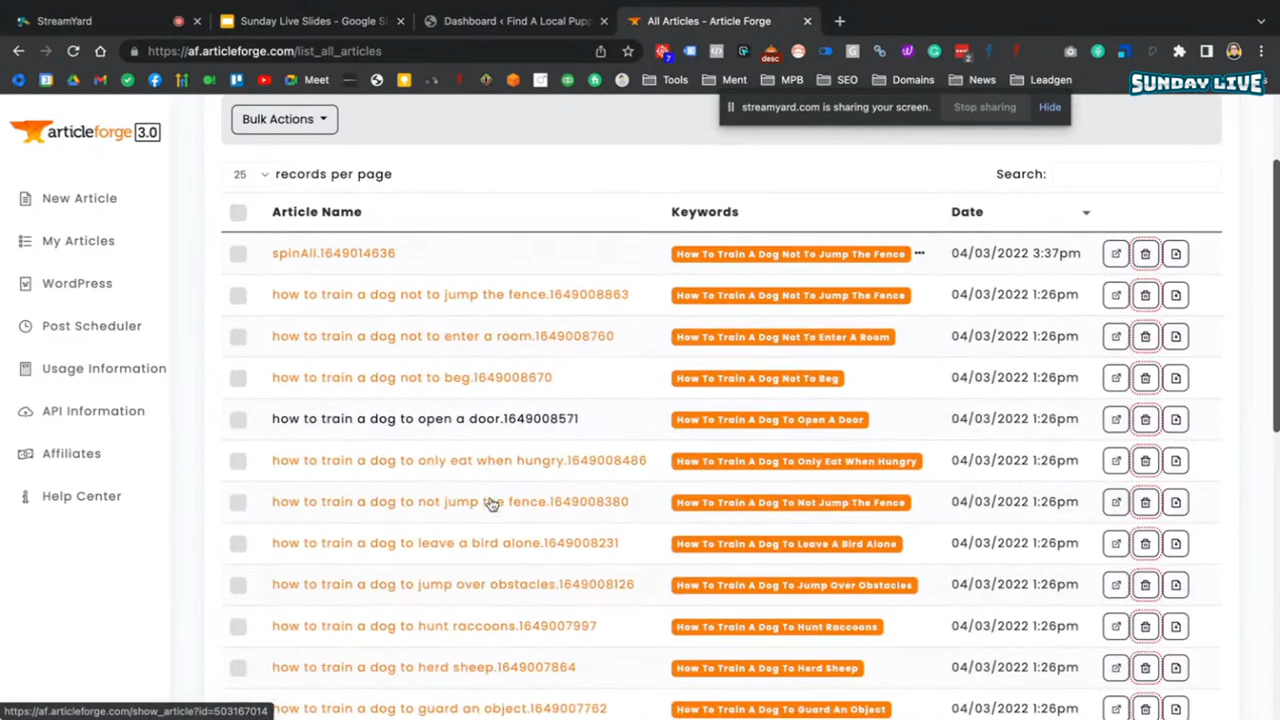 StreamYard
Sunday Live Slides - Google Sl
Dashboard ‹ Find A Local Pupp
All Articles - Article Forge
https://af.articleforge.com/list_all_articles
7
desc
2
Meet
Tools
Ment
MPB
SEO
Domains
News
Leadgen
SUNDAY LIVE
streamyard.com is sharing your screen.
Stop sharing
Hide
articleforge 3.0
New Article
My Articles
WordPress
Post Scheduler
Usage Information
API Information
Affiliates
Help Center
Bulk Actions
25 records per page
Search:
Article Name Keywords Date
spinAll.1649014636 How To Train A Dog Not To Jump The Fence ••• 04/03/2022 3:37pm
how to train a dog not to jump the fence.1649008863 How To Train A Dog Not To Jump The Fence 04/03/2022 1:26pm
how to train a dog not to enter a room.1649008760 How To Train A Dog Not To Enter A Room 04/03/2022 1:26pm
how to train a dog not to beg.1649008670 How To Train A Dog Not To Beg 04/03/2022 1:26pm
how to train a dog to open a door.1649008571 How To Train A Dog To Open A Door 04/03/2022 1:26pm
how to train a dog to only eat when hungry.1649008486 How To Train A Dog To Only Eat When Hungry 04/03/2022 1:26pm
how to train a dog to not jump the fence.1649008380 How To Train A Dog To Not Jump The Fence 04/03/2022 1:26pm
how to train a dog to leave a bird alone.1649008231 How To Train A Dog To Leave A Bird Alone 04/03/2022 1:26pm
how to train a dog to jump over obstacles.1649008126 How To Train A Dog To Jump Over Obstacles 04/03/2022 1:26pm
how to train a dog to hunt raccoons.1649007997 How To Train A Dog To Hunt Raccoons 04/03/2022 1:26pm
how to train a dog to herd sheep.1649007864 How To Train A Dog To Herd Sheep 04/03/2022 1:26pm
how to train a dog to guard an object.1649007762 How To Train A Dog To Guard An Object 04/03/2022 1:26pm
https://af.articleforge.com/show_article?id=503167014